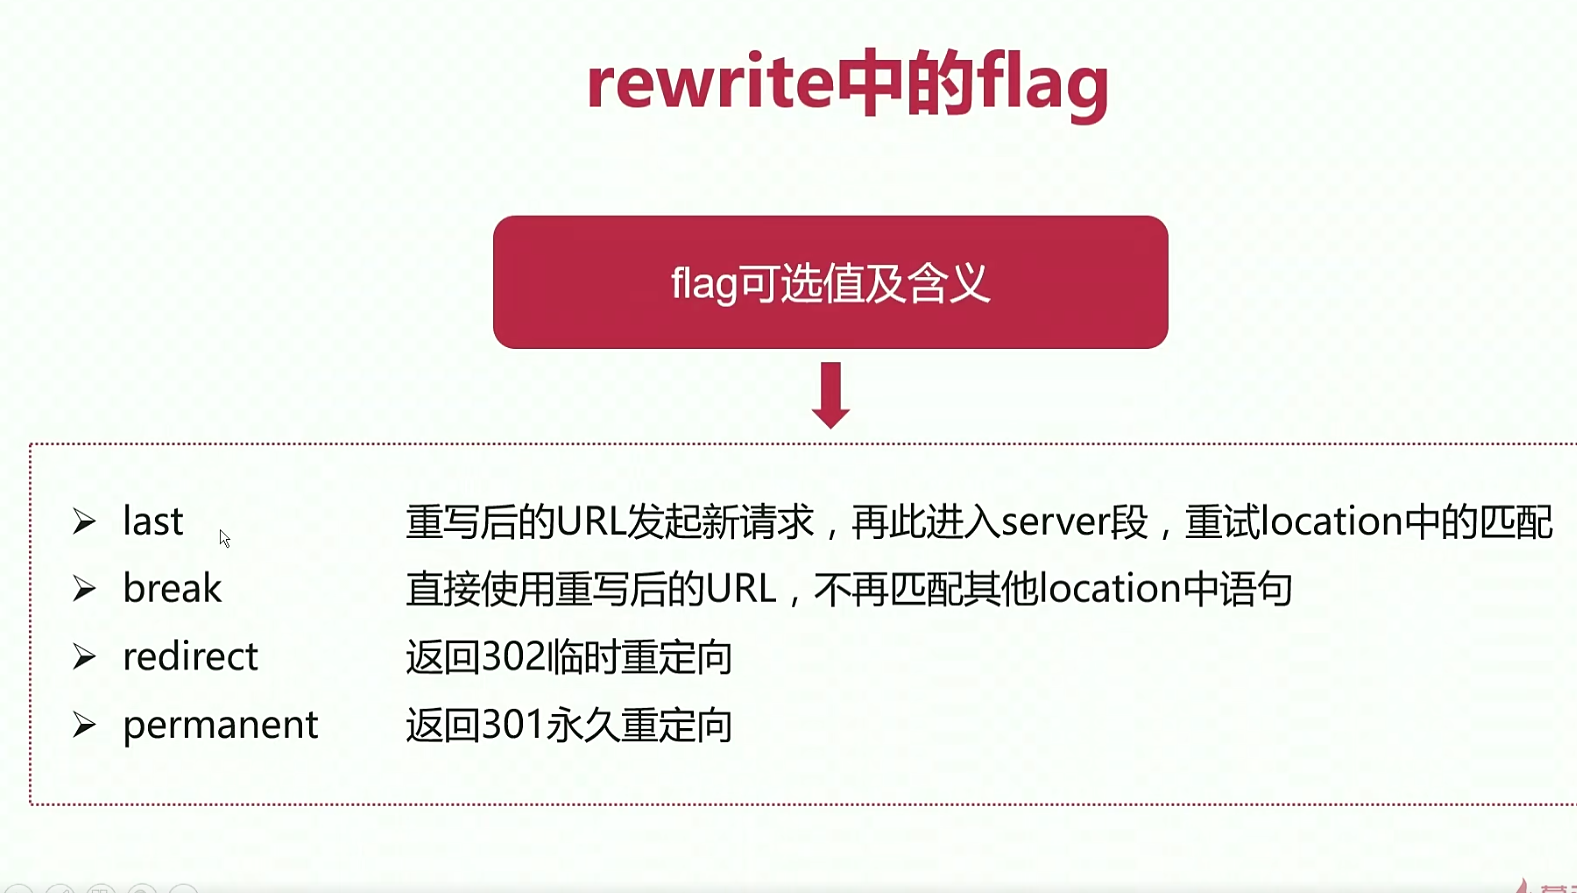 rewrite中的flag
flag可选值及含义
➢ last 重写后的URL发起新请求，再此进入server段，重试location中的匹配
➢ break 直接使用重写后的URL，不再匹配其他location中语句
➢ redirect 返回302临时重定向
➢ permanent 返回301永久重定向